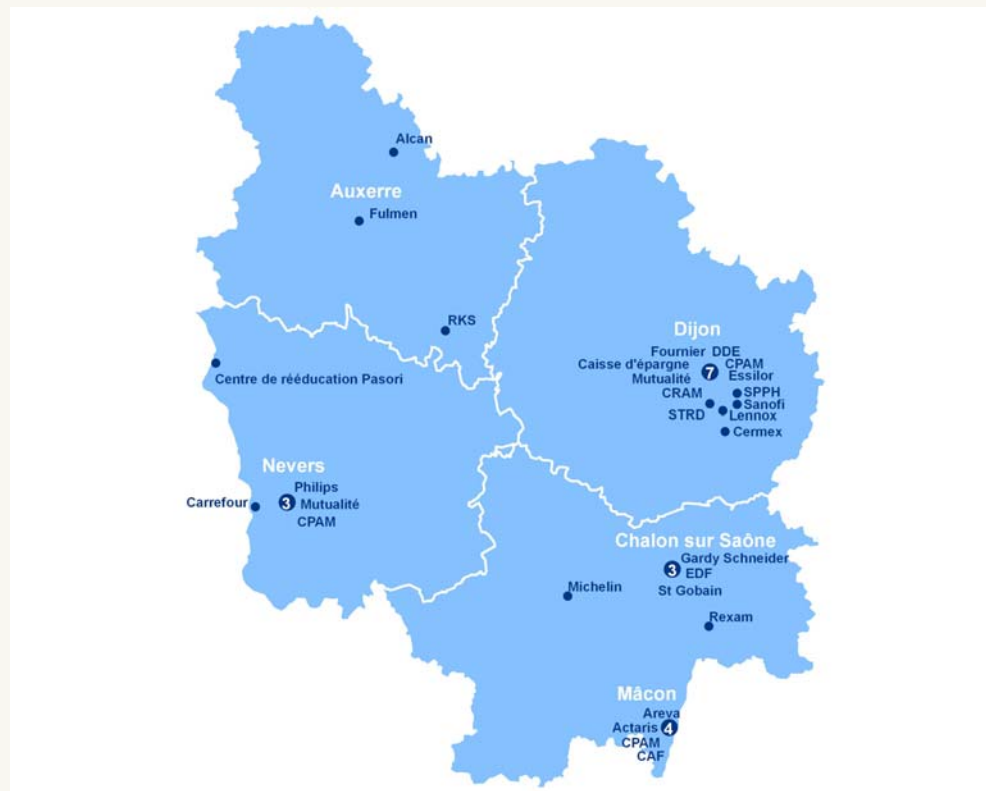 Alcan
Auxerre
Fulmen
RKS
Centre de rééducation Pasori
Nevers
Philips
3
Mutualité
Carrefour
CPAM
Dijon
Fournier DDE
Caisse d'épargne
7
CPAM
Mutualité
Essilor
CRAM
SPPH
Sanofi
STRD
Lennox
Cermex
Chalon sur Saône
Gardy Schneider
3
EDF
St Gobain
Michelin
Rexam
Mâcon
Areva
Actaris
4
CPAM
CAF